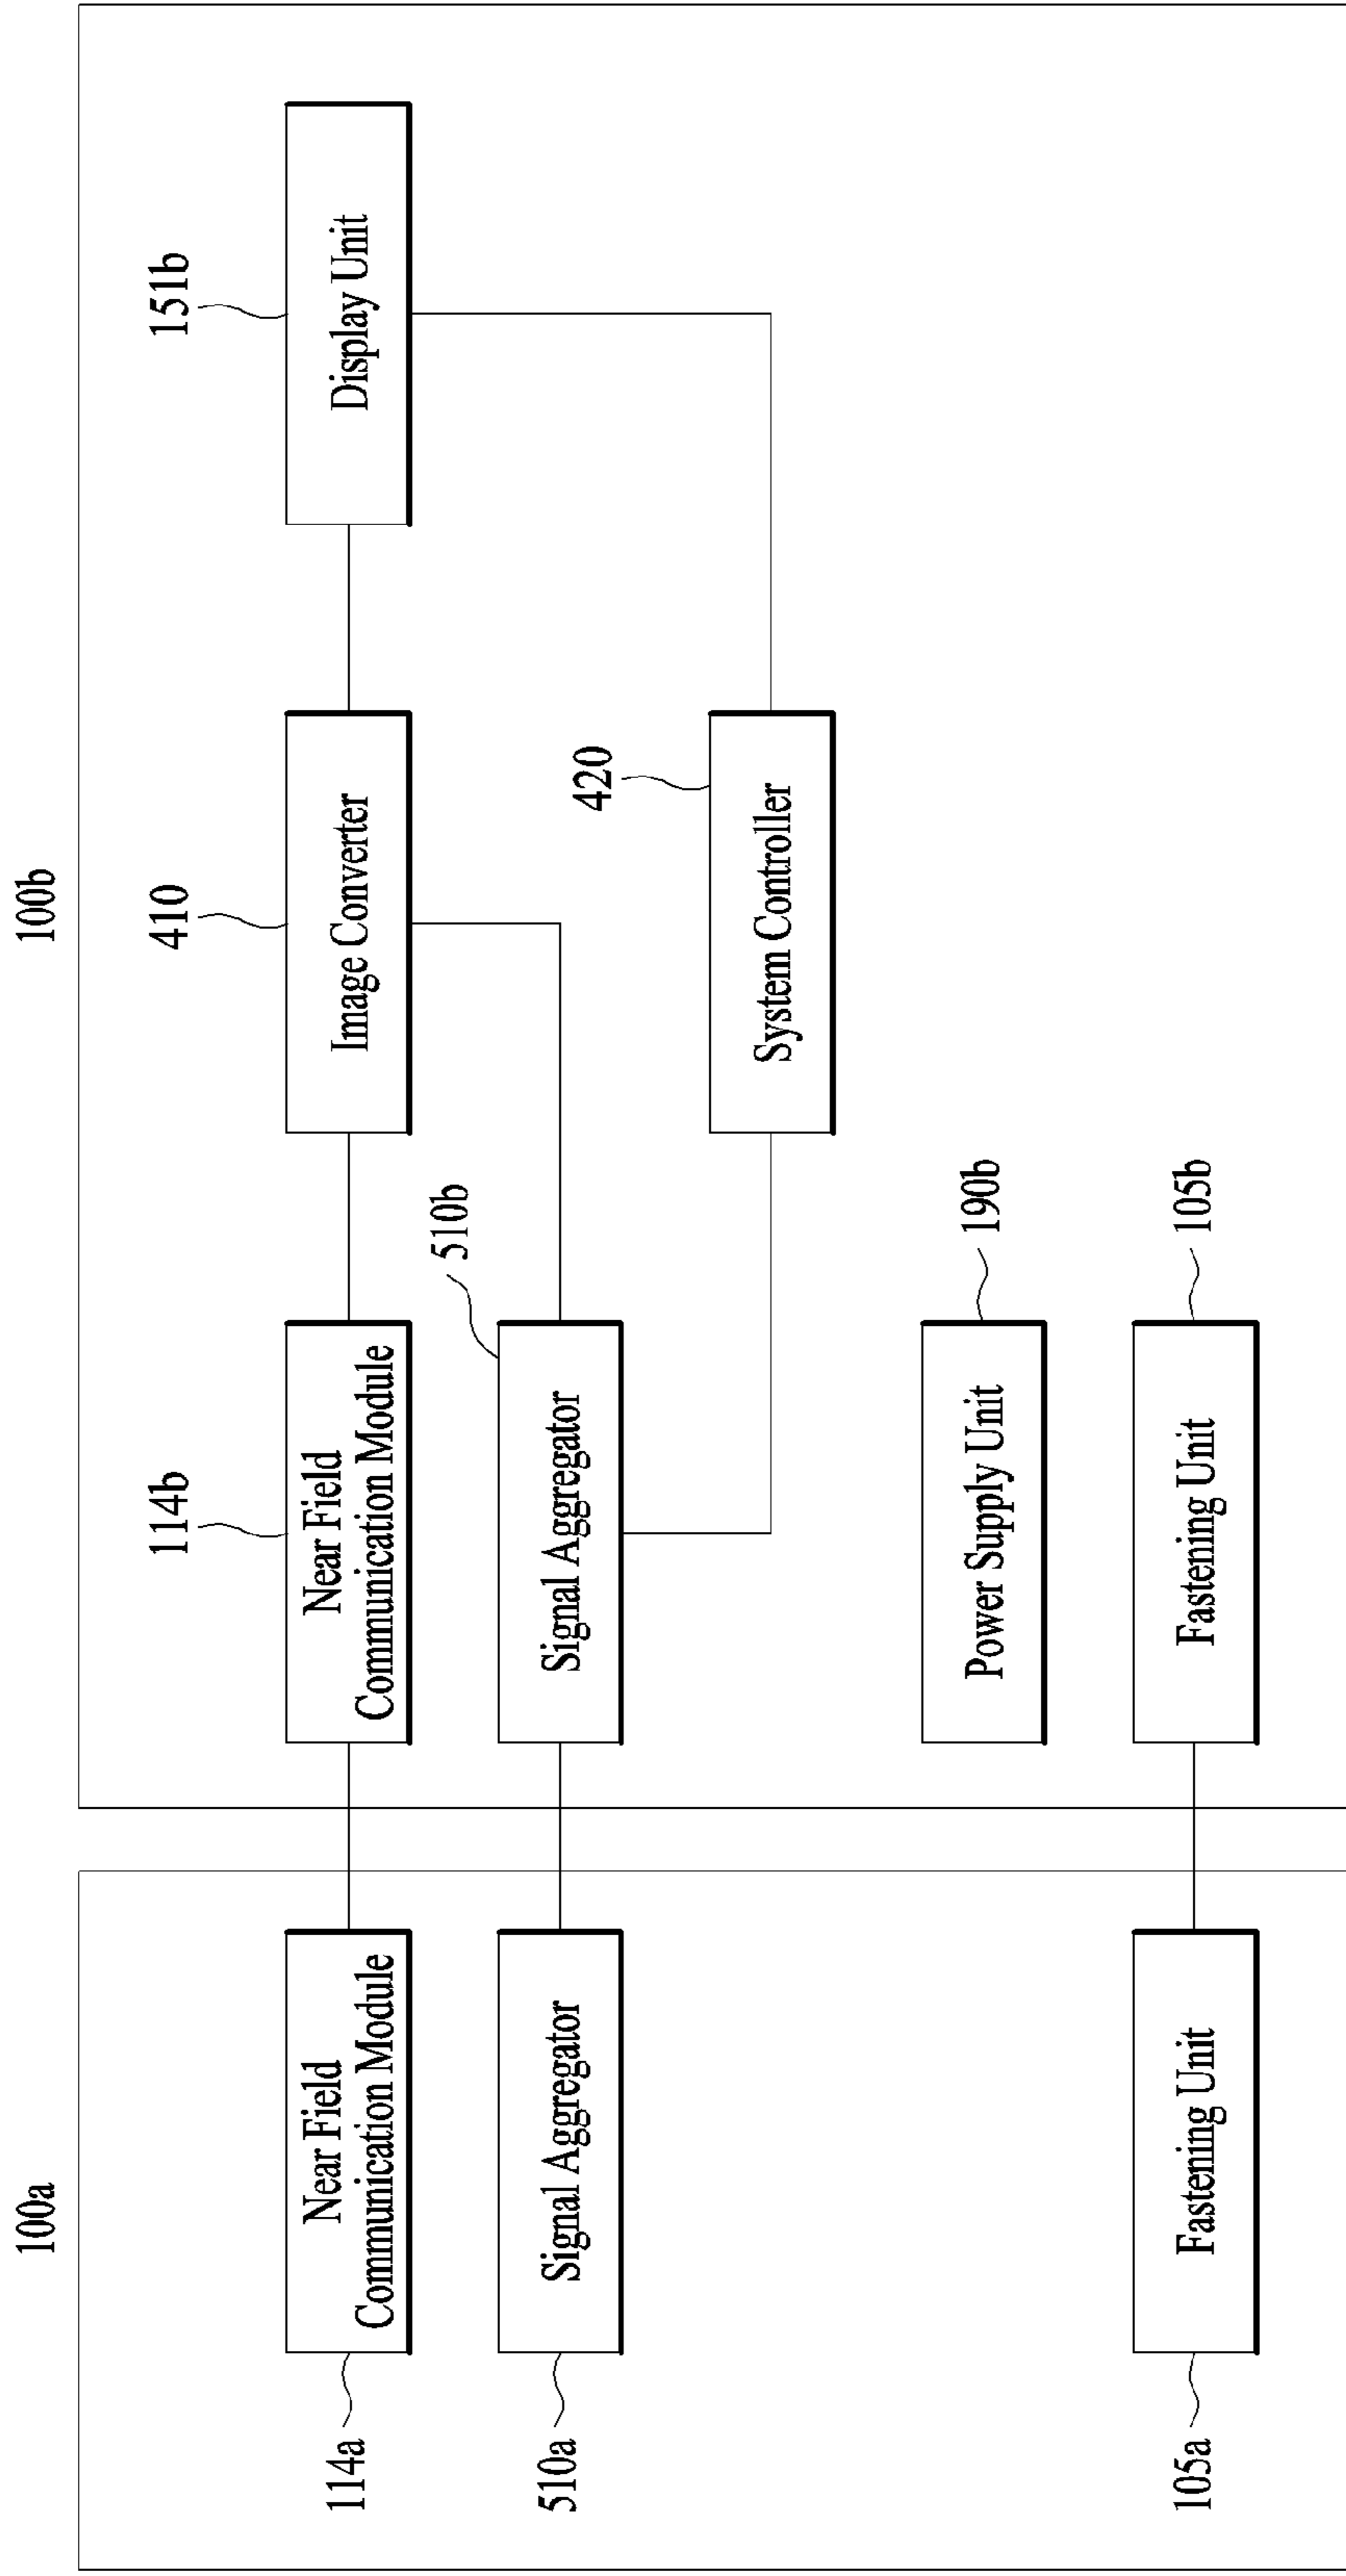 100a
100b
114a
Near Field
Communication Module
114b
Near Field
Communication Module
410
Image Converter
151b
Display Unit
510a
Signal Aggregator
510b
Signal Aggregator
420
System Controller
190b
Power Supply Unit
105a
Fastening Unit
105b
Fastening Unit